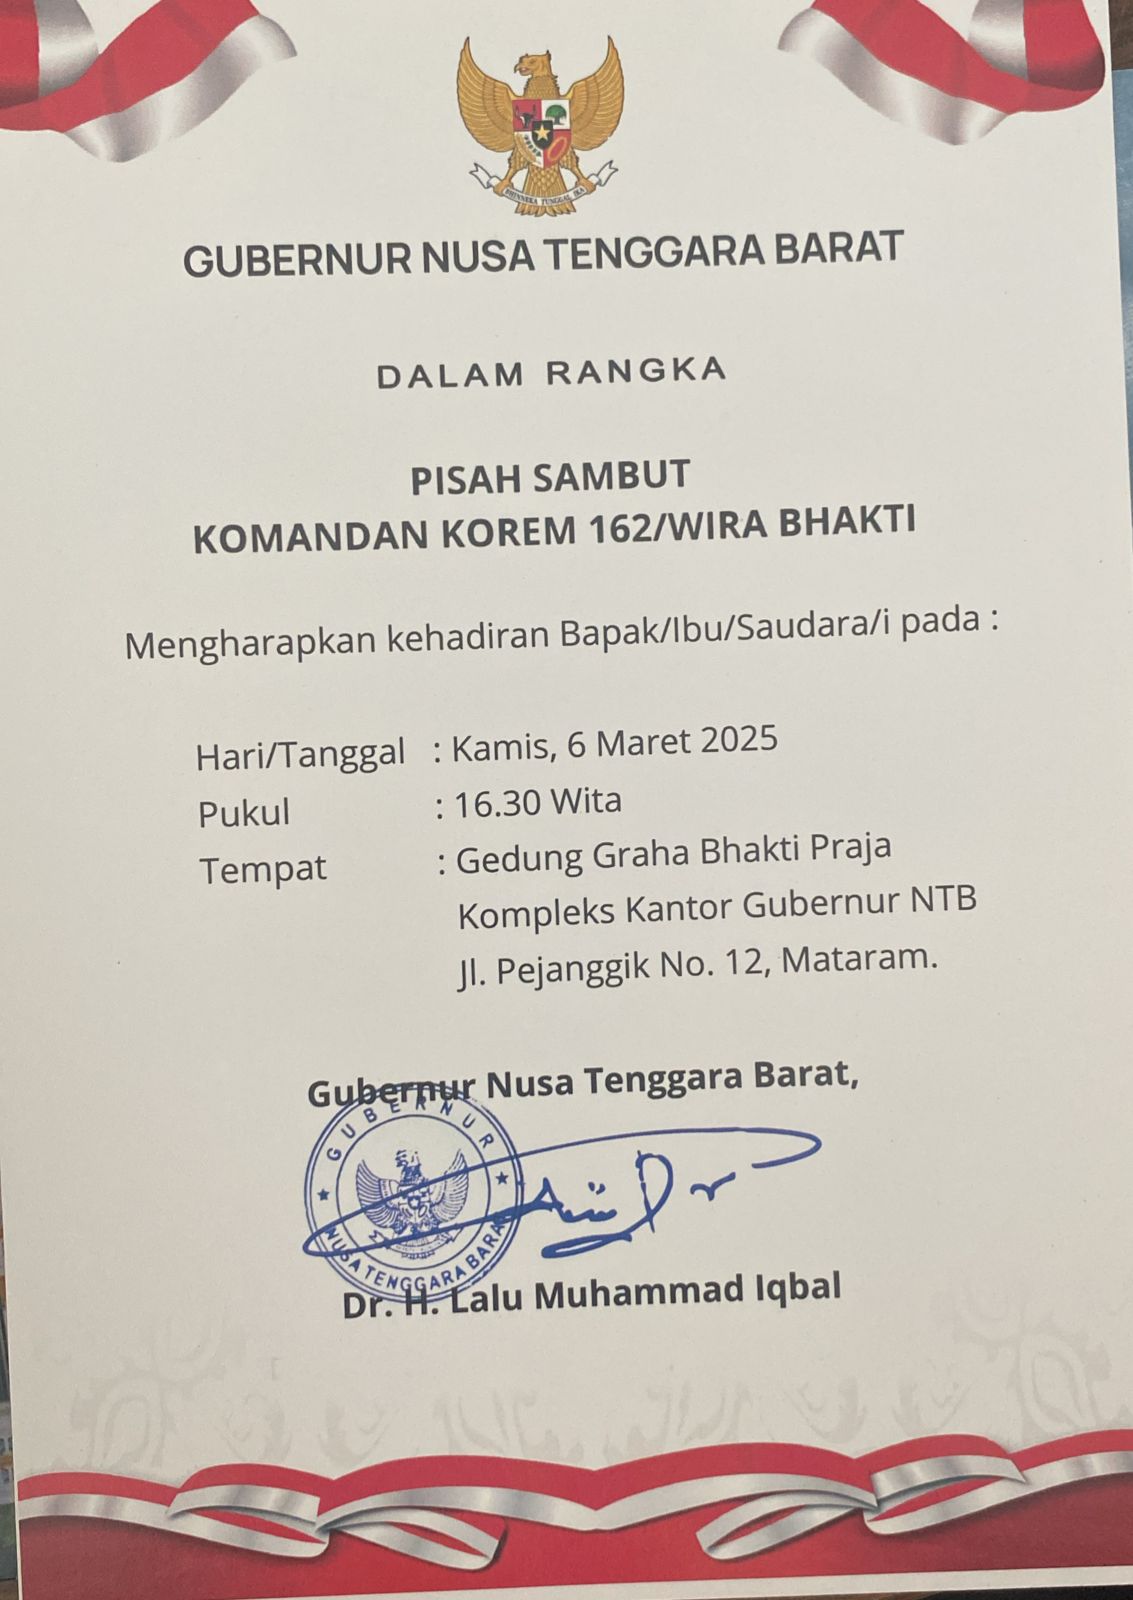 BHINNEKA TUNGGAL IKA
GUBERNUR NUSA TENGGARA BARAT
DALAM RANGKA
PISAH SAMBUT
KOMANDAN KOREM 162/WIRA BHAKTI
Mengharapkan kehadiran Bapak/Ibu/Saudara/i pada :
Hari/Tanggal : Kamis, 6 Maret 2025
Pukul : 16.30 Wita
Tempat : Gedung Graha Bhakti Praja
Kompleks Kantor Gubernur NTB
Jl. Pejanggik No. 12, Mataram.
Gubernur Nusa Tenggara Barat,
GUBERNUR
NUSA TENGGARA BARAT
Dr. H. Lalu Muhammad Iqbal